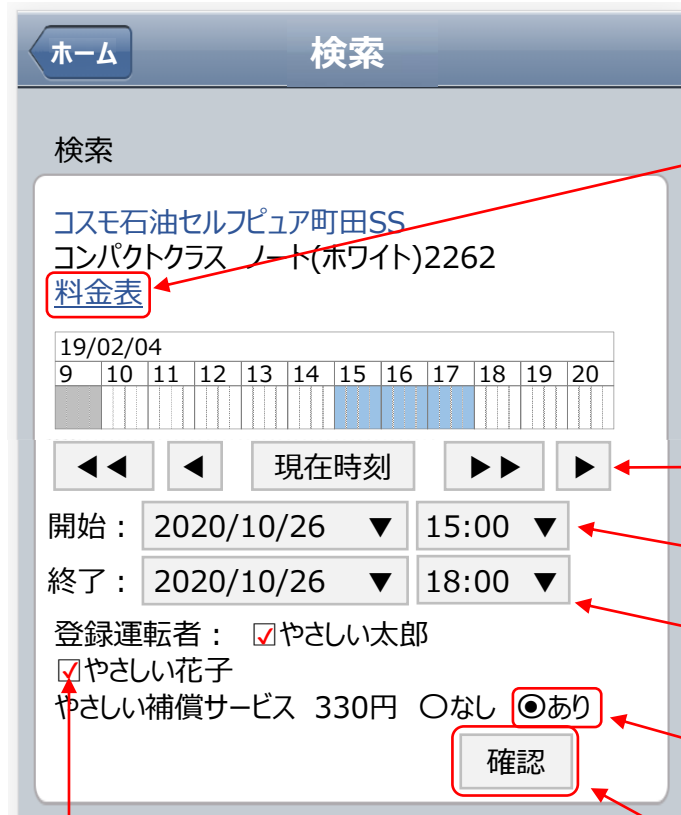 ホーム 検索
検索
コスモ石油セルフピュア町田SS
コンパクトクラス ノート(ホワイト)2262
料金表
19/02/04
9 10 11 12 13 14 15 16 17 18 19 20
◀◀ ◀ 現在時刻 ▶▶ ▶
開始： 2020/10/26 ▼ 15:00 ▼
終了： 2020/10/26 ▼ 18:00 ▼
登録運転者： ☑やさしい太郎
☑やさしい花子
やさしい補償サービス 330円 〇なし ◉あり
確認